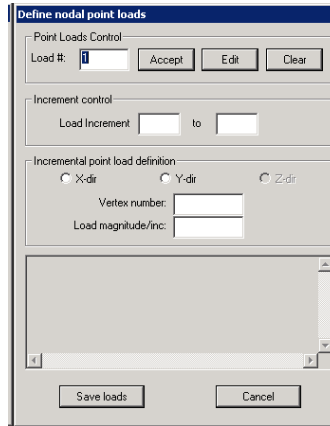 Define nodal point loads
Point Loads Control
Load #: 1 Accept Edit Clear
Increment control
Load Increment to
Incremental point load definition
X-dir Y-dir Z-dir
Vertex number:
Load magnitude/inc:
Save loads Cancel